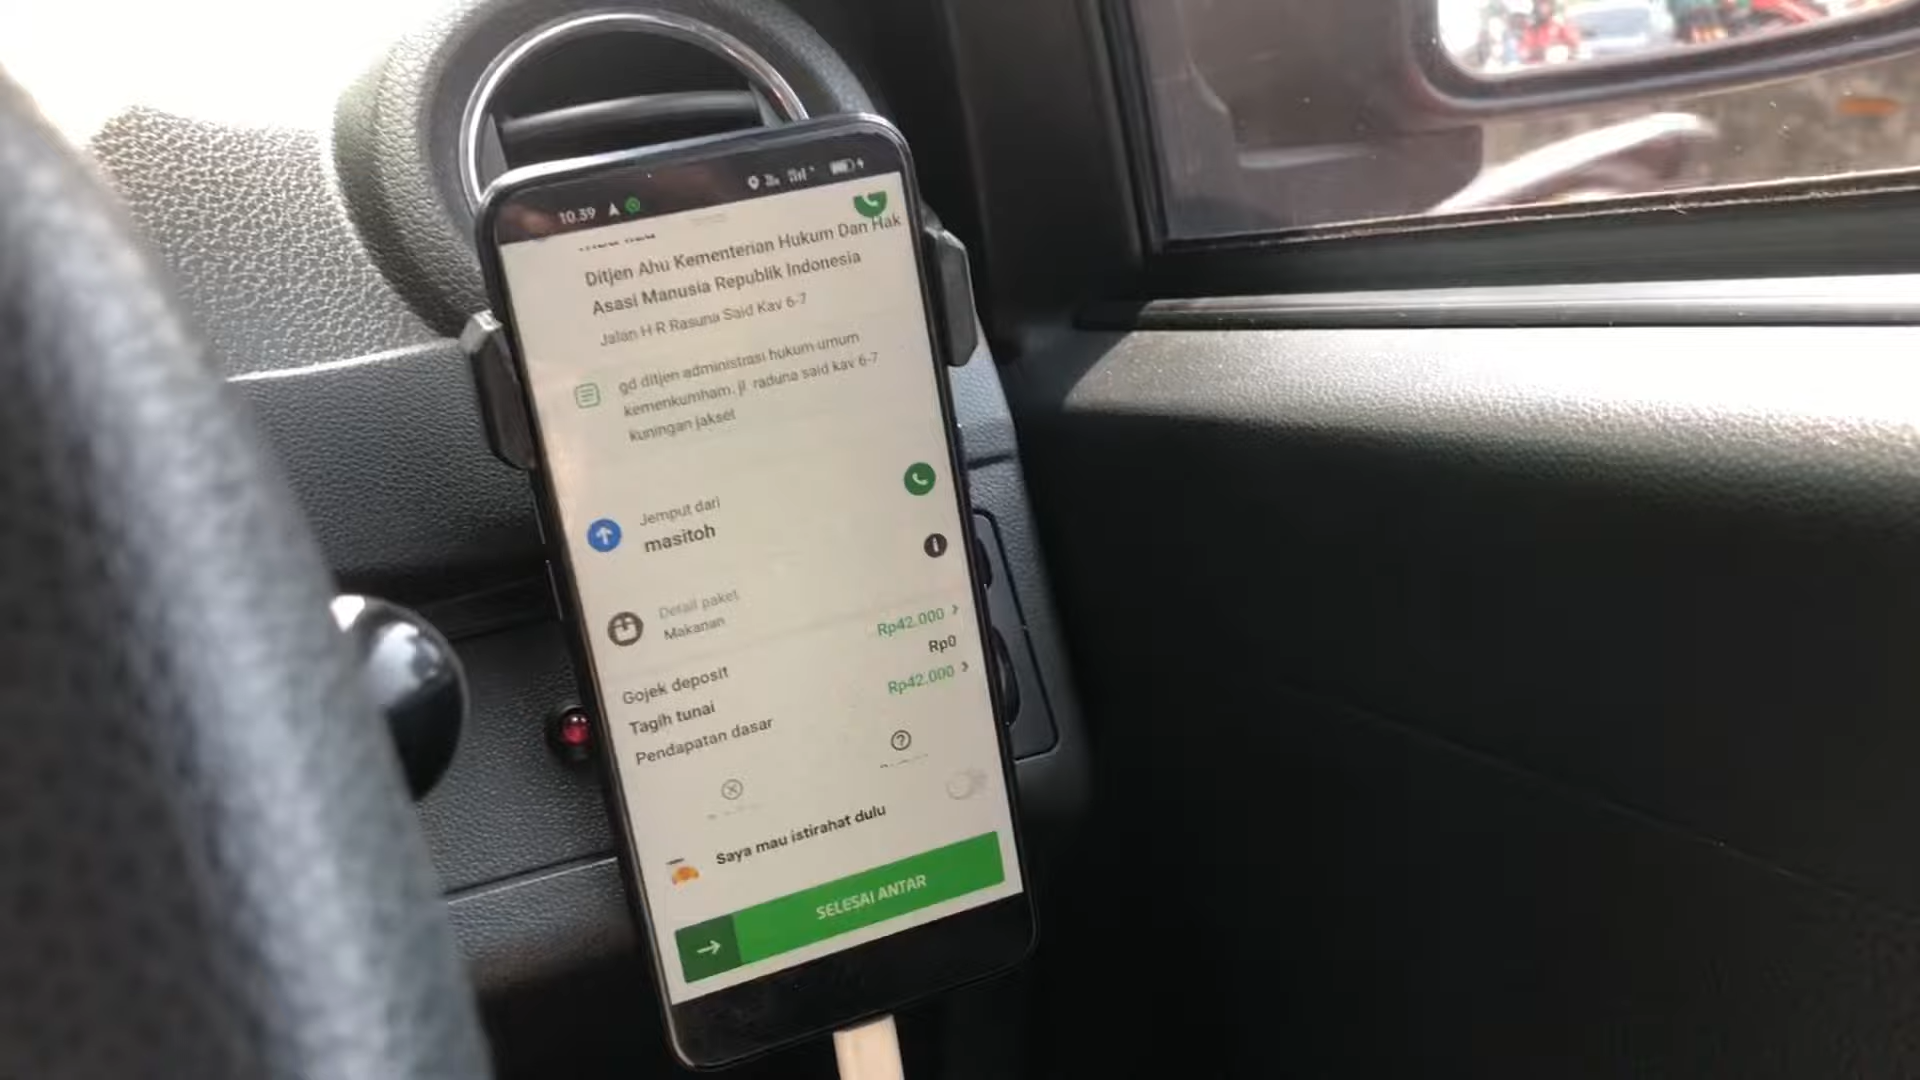 10.39
Ditjen Ahu Kementerian Hukum Dan Hak
Asasi Manusia Republik Indonesia
Jalan H R Rasuna Said Kav 6-7
gd ditjen administrasi hukum umum
kemenkumham, jl. raduna said kav 6-7
kuningan jaksel
Jemput dari
masitoh
Detail paket
Makanan
Gojek deposit Rp42.000
Tagih tunai Rp0
Pendapatan dasar Rp42.000
Saya mau istirahat dulu
SELESAI ANTAR